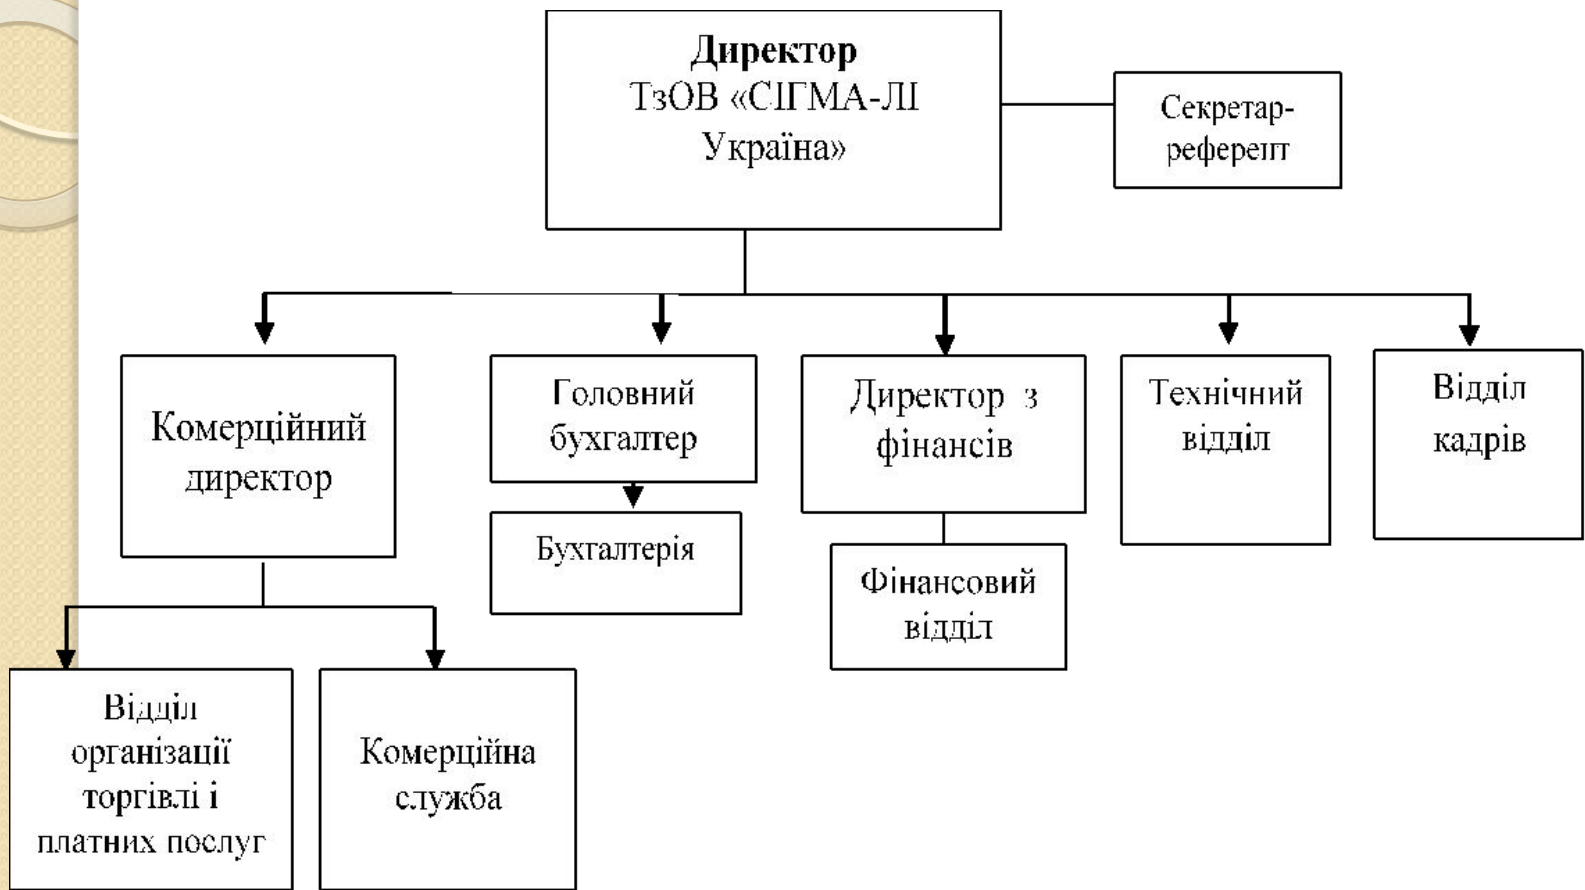 Директор
ТзОВ «СІГМА-ЛІ
Україна»
Секретар-
референт
Комерційний
директор
Головний
бухгалтер
Директор з
фінансів
Технічний
відділ
Відділ
кадрів
Бухгалтерія
Фінансовий
відділ
Відділ
організації
торгівлі і
платних послуг
Комерційна
служба